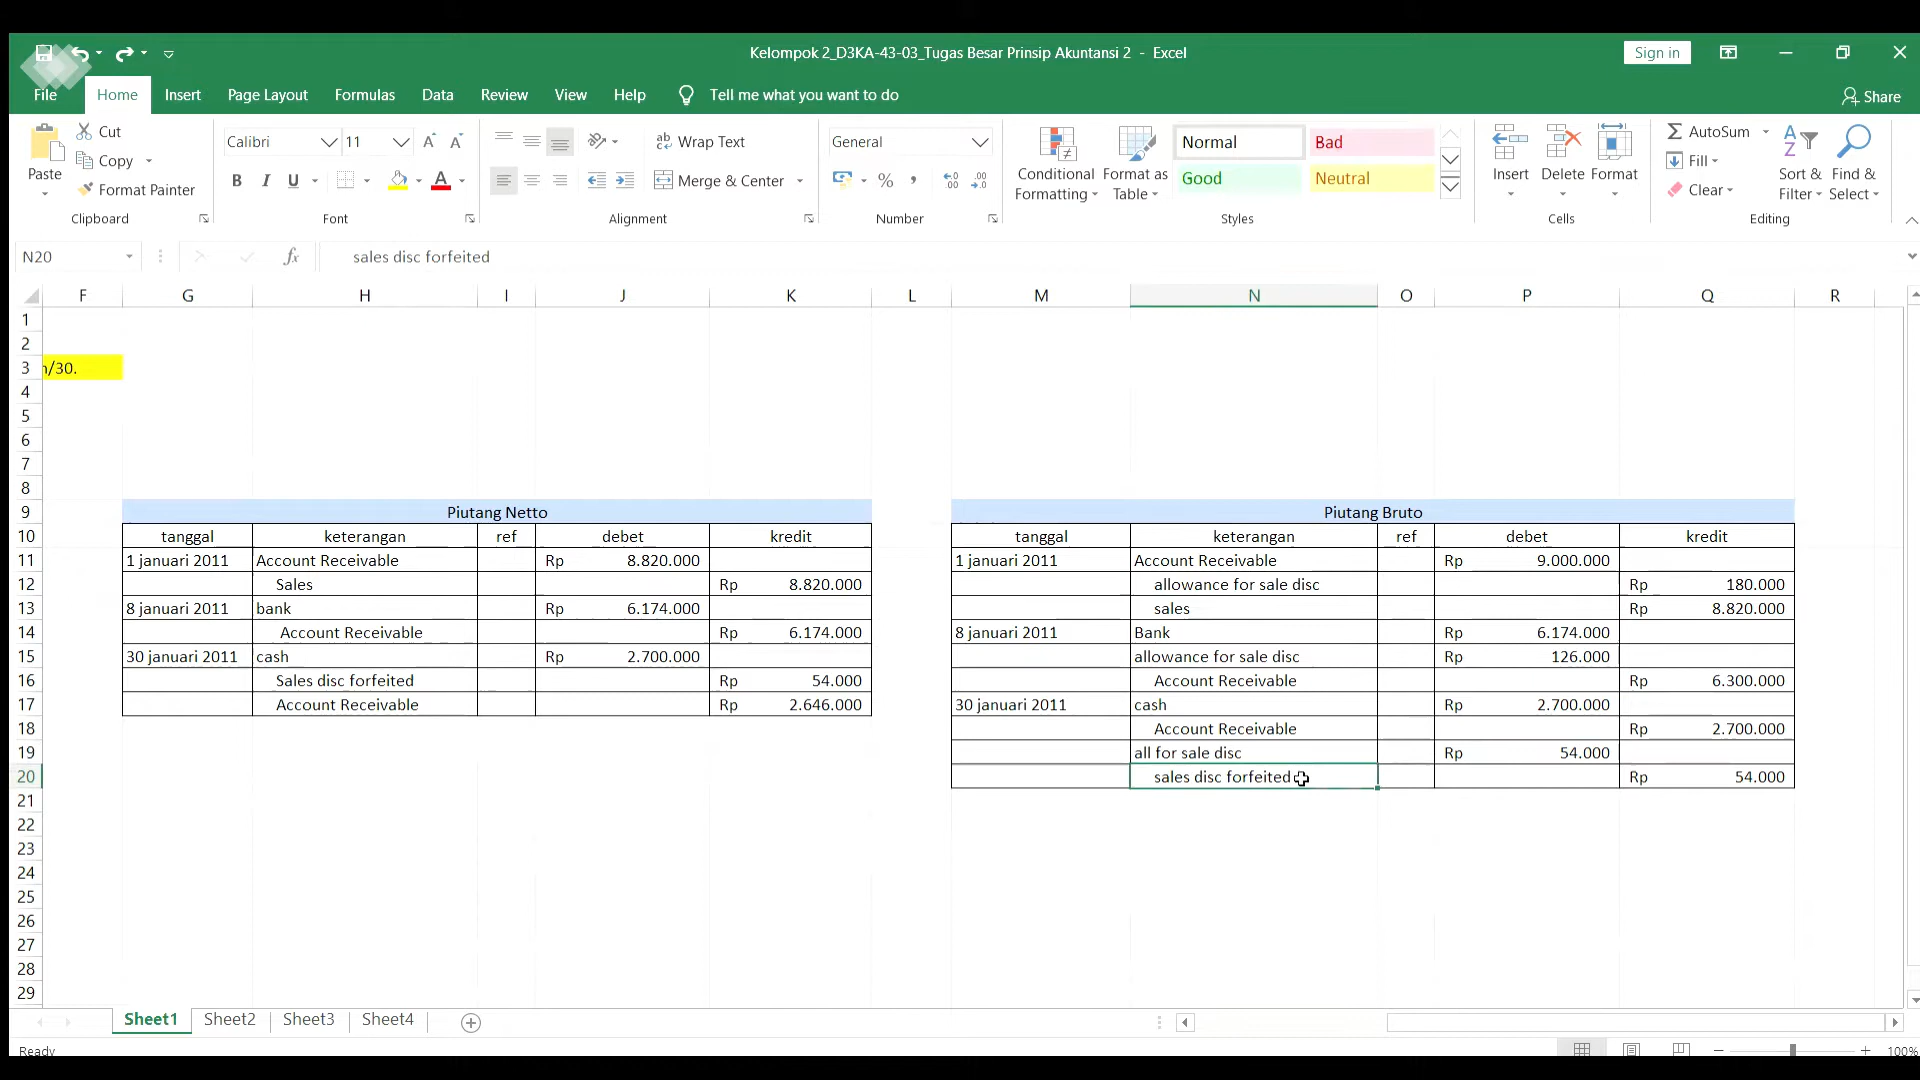 Kelompok 2_D3KA-43-03_Tugas Besar Prinsip Akuntansi 2 - Excel
Sign in
File Home Insert Page Layout Formulas Data Review View Help Tell me what you want to do
Share
Paste
Cut
Copy
Format Painter
Clipboard
Calibri 11
B I U A
Font
Wrap Text
Merge & Center
Alignment
General
% ,
Number
Conditional Formatting
Format as Table
Normal Bad
Good Neutral
Styles
Insert Delete Format
Cells
AutoSum
Fill
Clear
Sort & Filter
Find & Select
Editing
N20 fx sales disc forfeited
F G H I J K L M N O P Q R
1
2
3 n/30.
4
5
6
7
8
9 Piutang Netto Piutang Bruto
10 tanggal keterangan ref debet kredit tanggal keterangan ref debet kredit
11 1 januari 2011 Account Receivable Rp 8.820.000 1 januari 2011 Account Receivable Rp 9.000.000
12 Sales Rp 8.820.000 allowance for sale disc Rp 180.000
13 8 januari 2011 bank Rp 6.174.000 sales Rp 8.820.000
14 Account Receivable Rp 6.174.000 8 januari 2011 Bank Rp 6.174.000
15 30 januari 2011 cash Rp 2.700.000 allowance for sale disc Rp 126.000
16 Sales disc forfeited Rp 54.000 Account Receivable Rp 6.300.000
17 Account Receivable Rp 2.646.000 30 januari 2011 cash Rp 2.700.000
18 Account Receivable Rp 2.700.000
19 all for sale disc Rp 54.000
20 sales disc forfeited Rp 54.000
21
22
23
24
25
26
27
28
29
Sheet1 Sheet2 Sheet3 Sheet4
Ready
100%